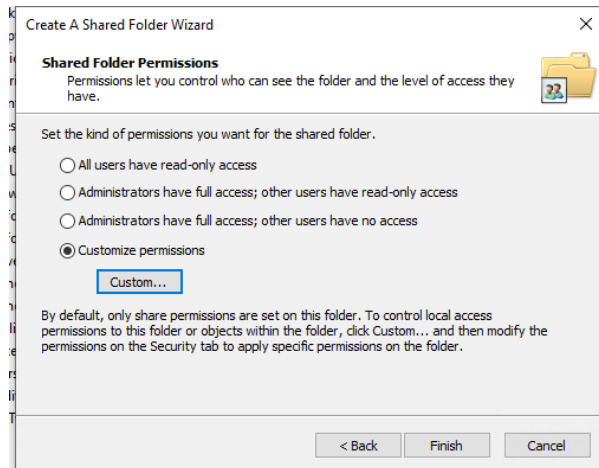 Create A Shared Folder Wizard
Shared Folder Permissions
Permissions let you control who can see the folder and the level of access they
have.
Set the kind of permissions you want for the shared folder.
All users have read-only access
Administrators have full access; other users have read-only access
Administrators have full access; other users have no access
Customize permissions
Custom...
By default, only share permissions are set on this folder. To control local access
permissions to this folder or objects within the folder, click Custom... and then modify the
permissions on the Security tab to apply specific permissions on the folder.
< Back Finish Cancel